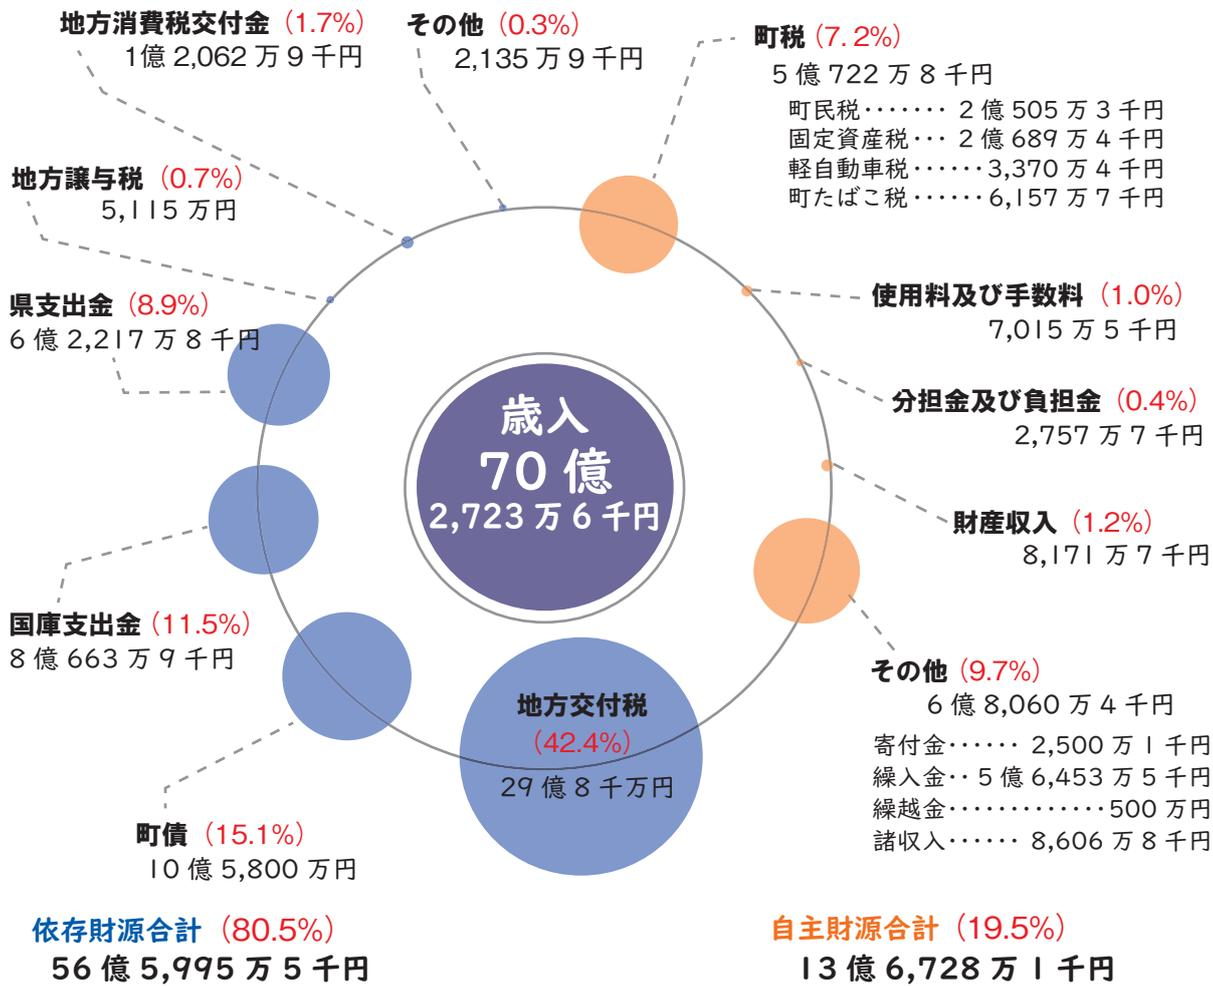 地方消費税交付金（1.7%）
1億 2,062 万 9 千円
その他（0.3%）
2,135 万 9 千円
町税（7. 2%）
5 億 722 万 8 千円
町民税‥‥‥‥ 2 億 505 万 3 千円
固定資産税‥･ 2 億 689 万 4 千円
軽自動車税‥‥‥3,370 万 4 千円
町たばこ税‥‥‥6,157 万 7 千円
地方譲与税（0.7%）
5,115 万円
県支出金（8.9%）
6 億 2,217 万 8 千円
使用料及び手数料（1.0%）
7,015 万 5 千円
分担金及び負担金（0.4%）
2,757 万 7 千円
歳入
70 億
2,723 万 6 千円
財産収入（1.2%）
8,171 万 7 千円
国庫支出金（11.5%）
8 億 663 万 9 千円
その他（9.7%）
6 億 8,060 万 4 千円
寄付金‥‥‥ 2,500 万 1 千円
繰入金‥5 億 6,453 万 5 千円
繰越金‥‥‥‥‥‥･500 万円
諸収入‥‥‥ 8,606 万 8 千円
地方交付税
（42.4%）
29 億 8 千万円
町債（15.1%）
10 億 5,800 万円
依存財源合計（80.5%）
56 億 5,995 万 5 千円
自主財源合計（19.5%）
13 億 6,728 万 1 千円